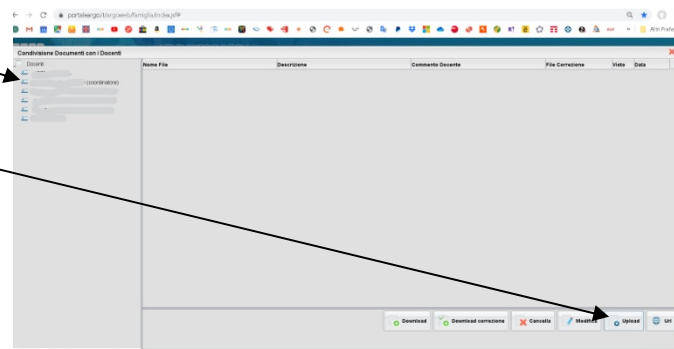 portaleargo.it/argoweb/famiglia/index.jsf#
Altri Prefe
Condivisione Documenti con i Docenti
Docenti
(coordinatore)
Nome File Descrizione Commento Docente File Correzione Visto Data
Download Download correzione Cancella Modifica Upload Url